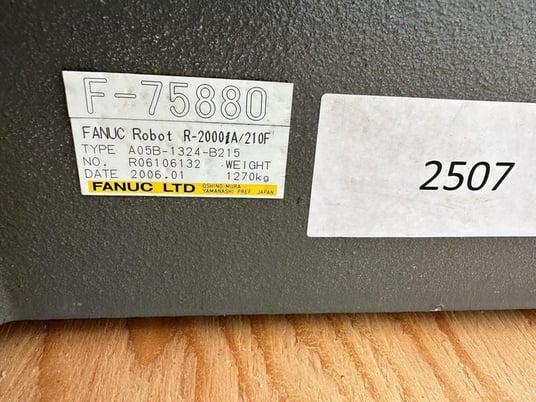 F-75880
FANUC Robot R-2000iA/210F
TYPE A05B-1324-B215
NO. R06106132 WEIGHT
DATE 2006.01 1270kg
FANUC LTD OSHINO-MURA
YAMANASHI PREF. JAPAN
2507